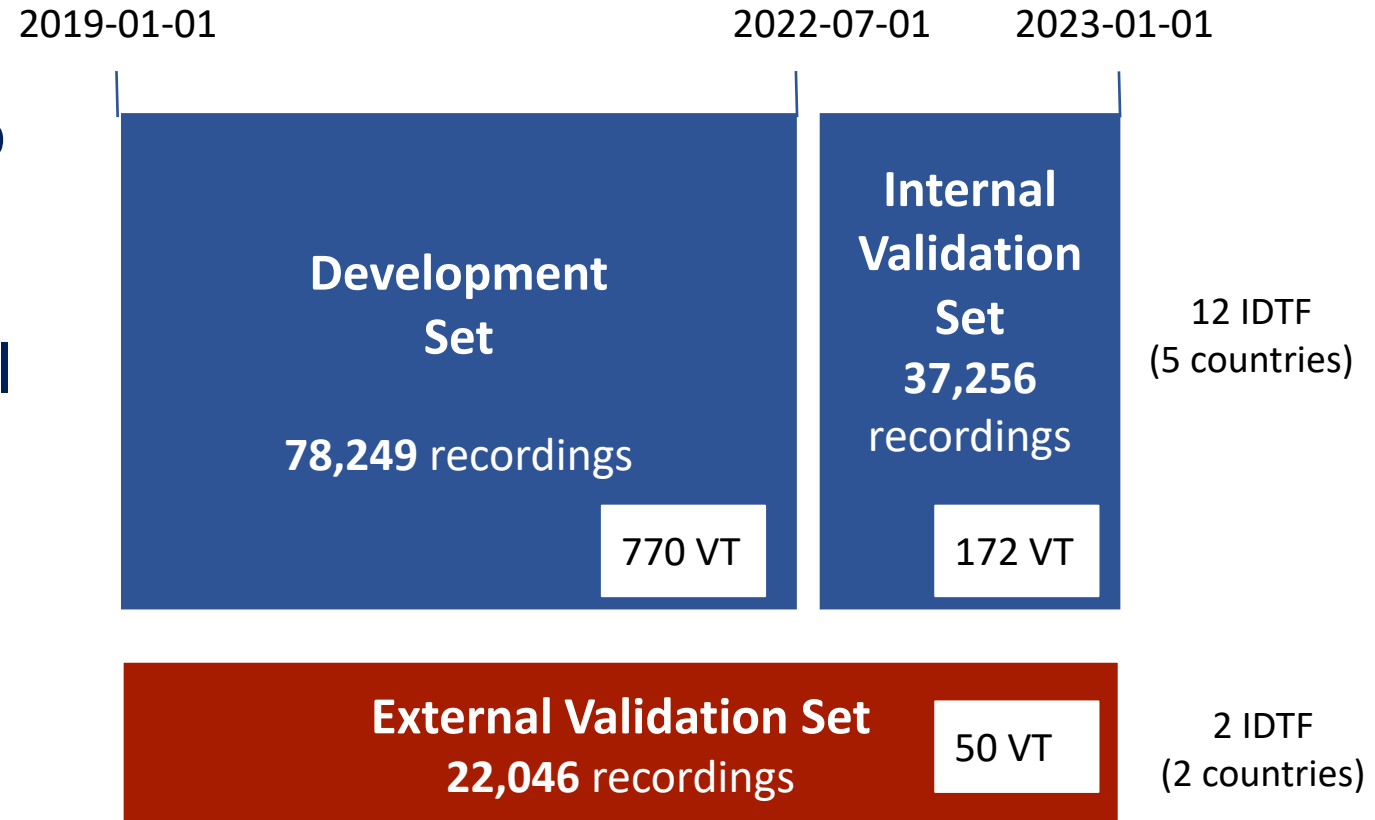 2019-01-01
2022-07-01
2023-01-01
Development
Set
78,249 recordings
770 VT
Internal
Validation
Set
37,256
recordings
172 VT
12 IDTF
(5 countries)
External Validation Set
22,046 recordings
50 VT
2 IDTF
(2 countries)